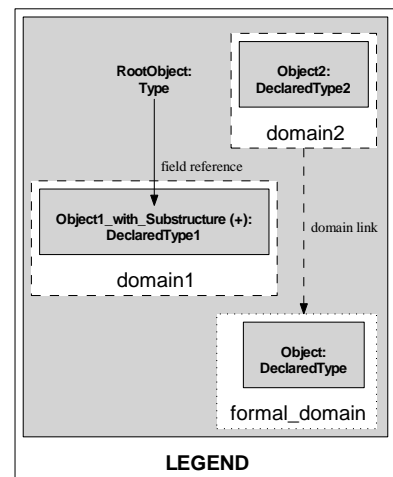 RootObject:
Type
Object2:
DeclaredType2
domain2
field reference
Object1_with_Substructure (+):
DeclaredType1
domain1
domain link
Object:
DeclaredType
formal_domain
LEGEND